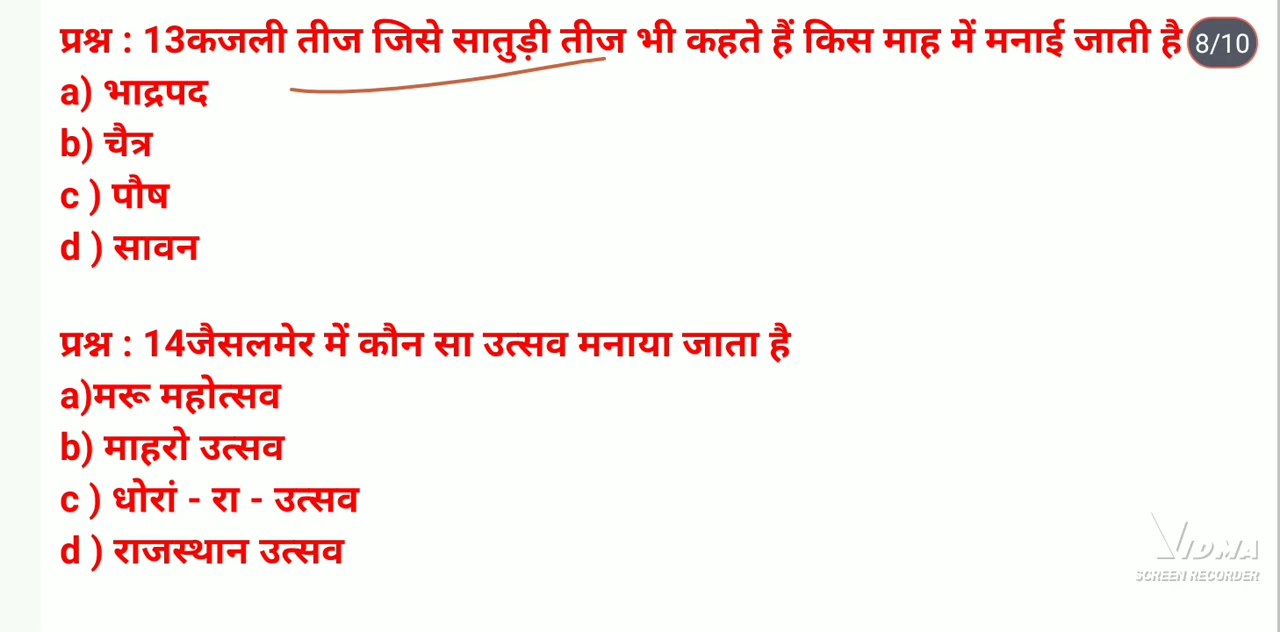 प्रश्न : 13कजली तीज जिसे सातुड़ी तीज भी कहते हैं किस माह में मनाई जाती है 8/10
a) भाद्रपद
b) चैत्र
c ) पौष
d ) सावन
प्रश्न : 14जैसलमेर में कौन सा उत्सव मनाया जाता है
a)मरू महोत्सव
b) माहरो उत्सव
c ) धोरां - रा - उत्सव
d ) राजस्थान उत्सव
VIDMA
SCREEN RECORDER